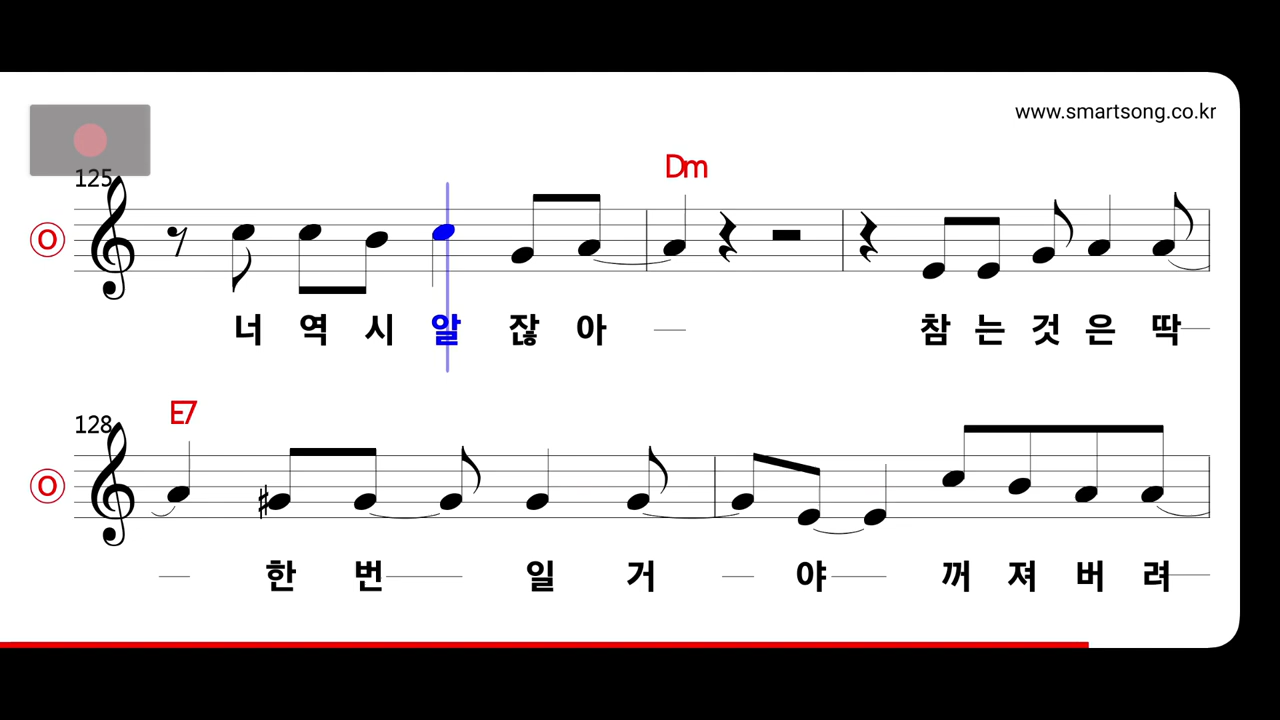 www.smartsong.co.kr
125
Dm
O
너 역 시 알 잖 아 참 는 것 은 딱
128
E7
O
한 번 일 거 야 꺼 져 버 려